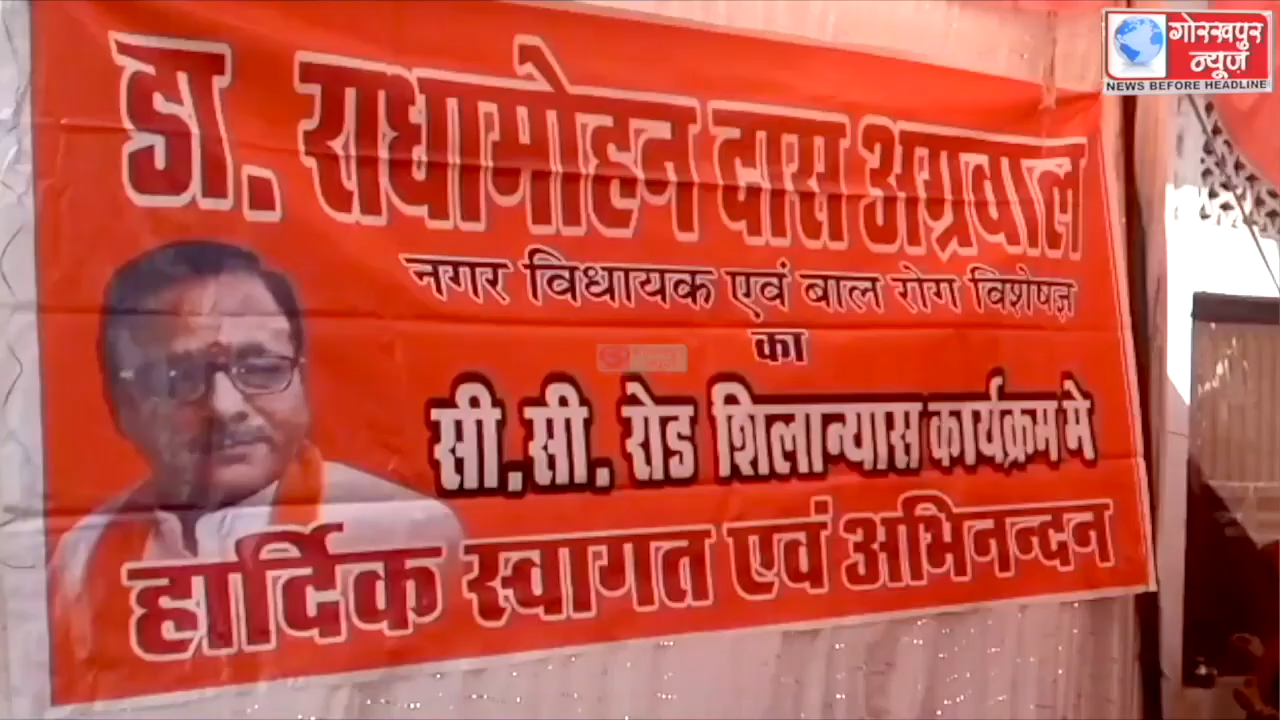 गोरखपुर
न्यूज़
NEWS BEFORE HEADLINE
डा. राधामोहन दास अग्रवाल
नगर विधायक एवं बाल रोग विशेषज्ञ
का
सी.सी. रोड शिलान्यास कार्यक्रम मे
हार्दिक स्वागत एवं अभिनन्दन